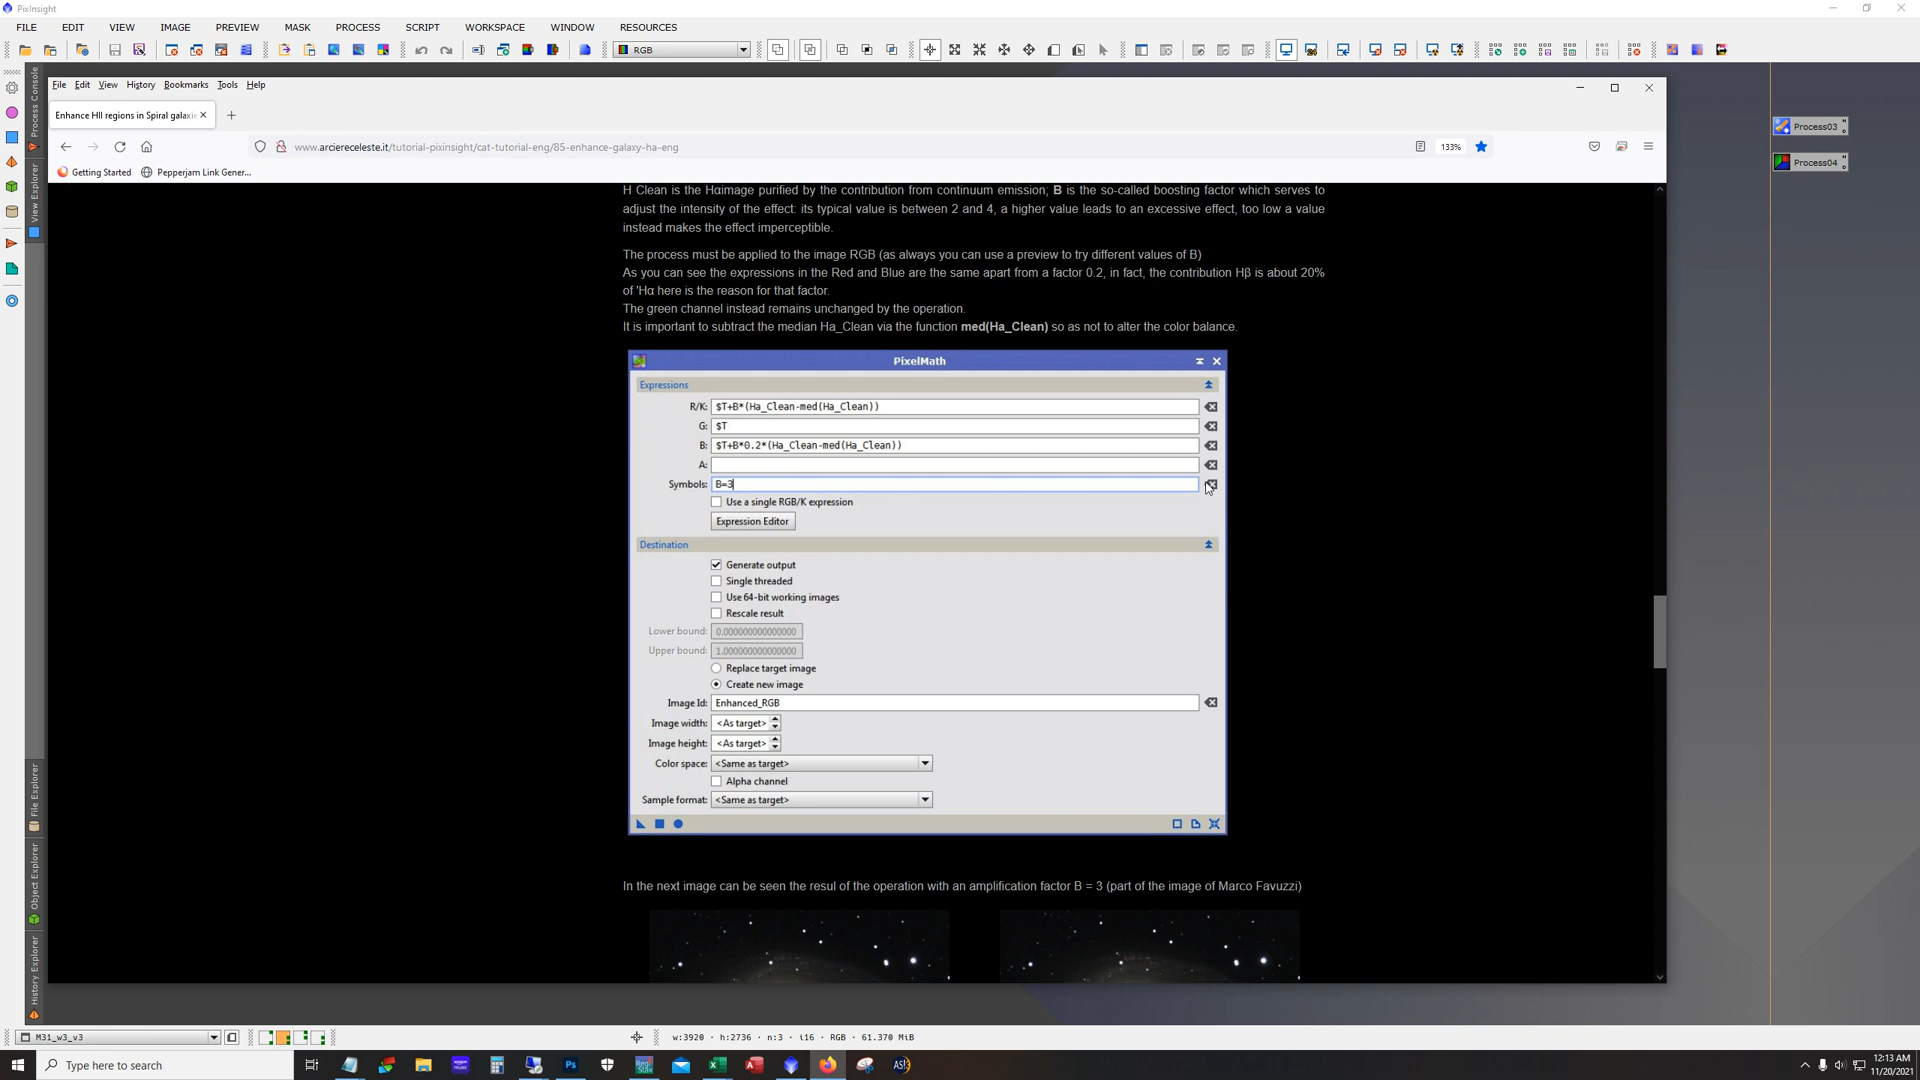 PixInsight
FILE EDIT VIEW IMAGE PREVIEW MASK PROCESS SCRIPT WORKSPACE WINDOW RESOURCES
RGB
Process Console
View Explorer
File Explorer
Object Explorer
History Explorer
File Edit View History Bookmarks Tools Help
Enhance HII regions in Spiral galaxie
www.arciereceleste.it/tutorial-pixinsight/cat-tutorial-eng/85-enhance-galaxy-ha-eng
133%
Getting Started Pepperjam Link Gener...
Process03
Process04
H Clean is the Hαimage purified by the contribution from continuum emission; B is the so-called boosting factor which serves to
adjust the intensity of the effect: its typical value is between 2 and 4, a higher value leads to an excessive effect, too low a value
instead makes the effect imperceptible.
The process must be applied to the image RGB (as always you can use a preview to try different values of B)
As you can see the expressions in the Red and Blue are the same apart from a factor 0.2, in fact, the contribution Hβ is about 20%
of 'Hα here is the reason for that factor.
The green channel instead remains unchanged by the operation.
It is important to subtract the median Ha_Clean via the function med(Ha_Clean) so as not to alter the color balance.
PixelMath
Expressions
R/K: $T+B*(Ha_Clean-med(Ha_Clean))
G: $T
B: $T+B*0.2*(Ha_Clean-med(Ha_Clean))
A:
Symbols: B=3
Use a single RGB/K expression
Expression Editor
Destination
Generate output
Single threaded
Use 64-bit working images
Rescale result
Lower bound: 0.000000000000000
Upper bound: 1.000000000000000
Replace target image
Create new image
Image Id: Enhanced_RGB
Image width: <As target>
Image height: <As target>
Color space: <Same as target>
Alpha channel
Sample format: <Same as target>
In the next image can be seen the resul of the operation with an amplification factor B = 3 (part of the image of Marco Favuzzi)
M31_w3_v3
w:3920 · h:2736 · n:3 · i16 · RGB · 61.370 MiB
Type here to search
Ps
12:13 AM
11/20/2021